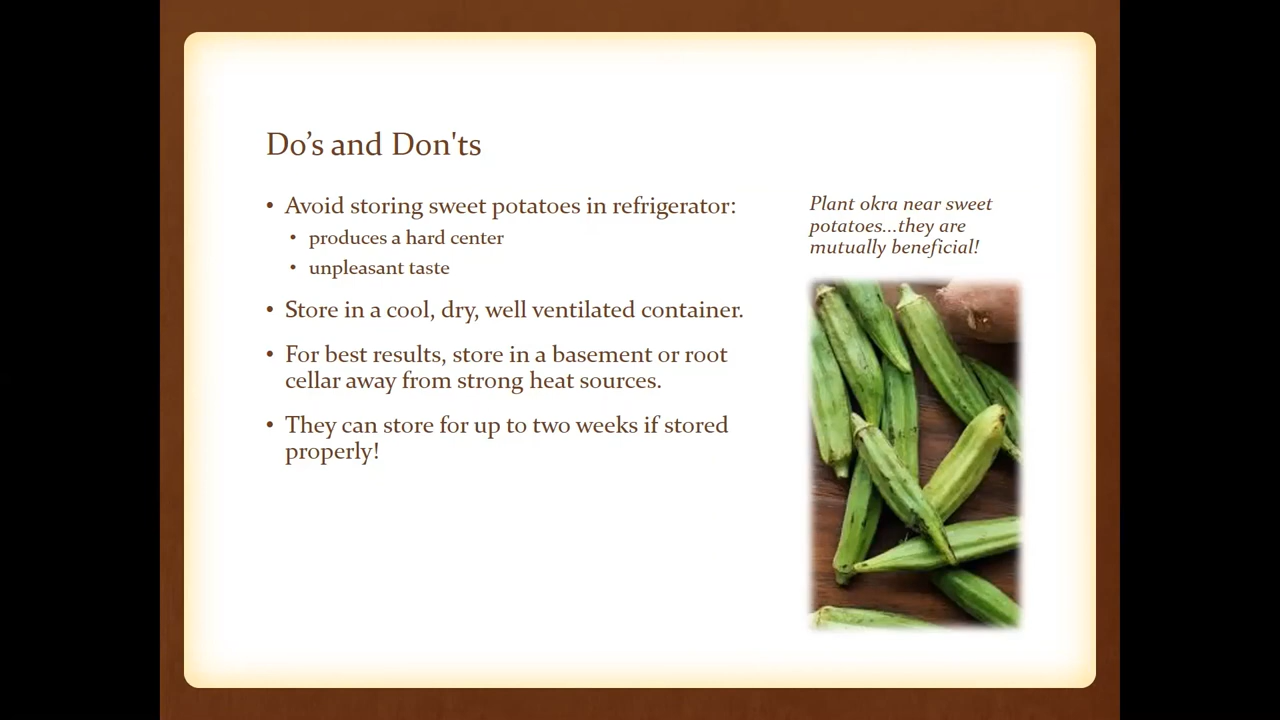 Do’s and Don'ts
• Avoid storing sweet potatoes in refrigerator:
• produces a hard center
• unpleasant taste
• Store in a cool, dry, well ventilated container.
• For best results, store in a basement or root
cellar away from strong heat sources.
• They can store for up to two weeks if stored
properly!
Plant okra near sweet
potatoes...they are
mutually beneficial!